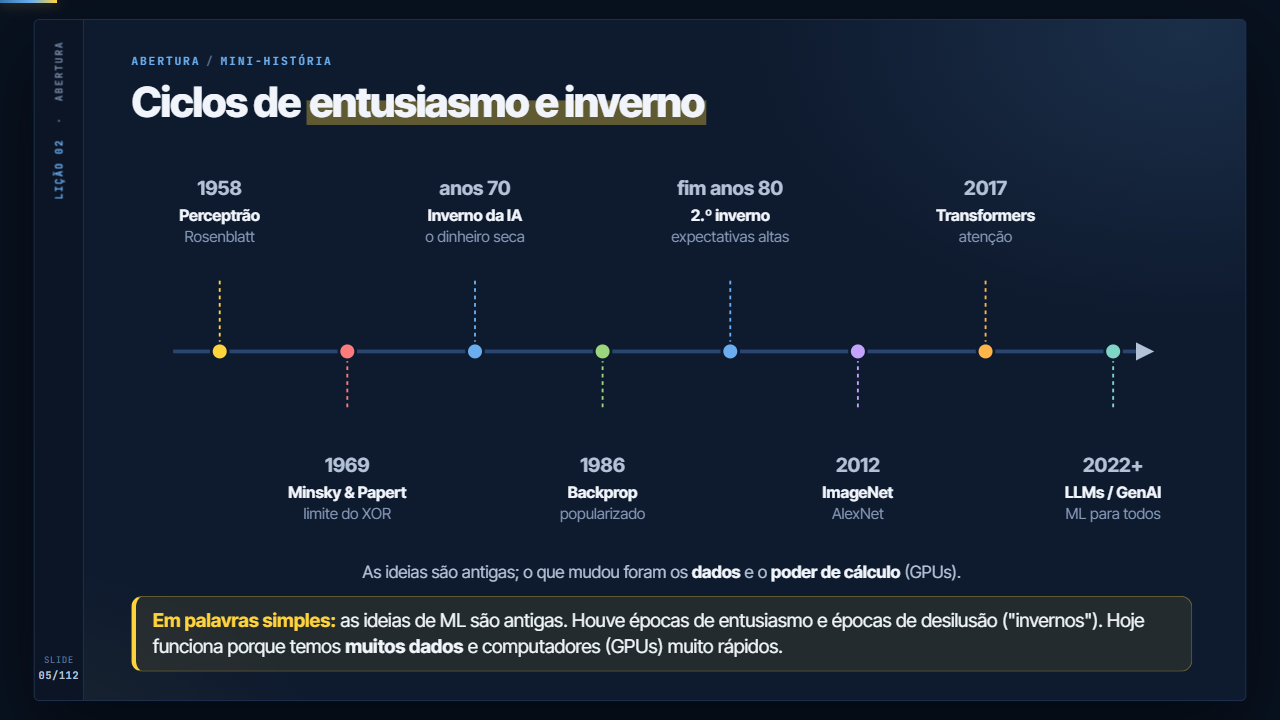 LIÇÃO 02 · ABERTURA
ABERTURA / MINI-HISTÓRIA
Ciclos de entusiasmo e inverno
1958
Perceptrão
Rosenblatt
anos 70
Inverno da IA
o dinheiro seca
fim anos 80
2.º inverno
expectativas altas
2017
Transformers
atenção
1969
Minsky & Papert
limite do XOR
1986
Backprop
popularizado
2012
ImageNet
AlexNet
2022+
LLMs / GenAI
ML para todos
As ideias são antigas; o que mudou foram os dados e o poder de cálculo (GPUs).
Em palavras simples: as ideias de ML são antigas. Houve épocas de entusiasmo e épocas de desilusão ("invernos"). Hoje
funciona porque temos muitos dados e computadores (GPUs) muito rápidos.
SLIDE
05/112